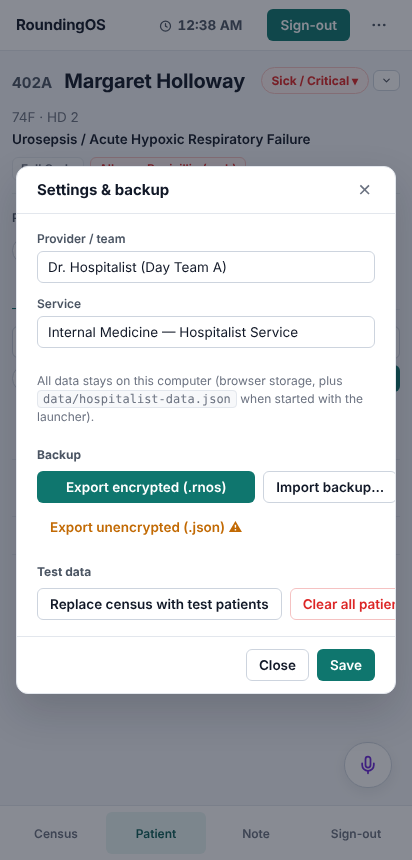 RoundingOS
12:38 AM
Sign-out
402A Margaret Holloway
Sick / Critical ▾
74F · HD 2
Urosepsis / Acute Hypoxic Respiratory Failure
Settings & backup
Provider / team
Dr. Hospitalist (Day Team A)
Service
Internal Medicine — Hospitalist Service
All data stays on this computer (browser storage, plus
data/hospitalist-data.json when started with the
launcher).
Backup
Export encrypted (.rnos)
Import backup...
Export unencrypted (.json) ⚠
Test data
Replace census with test patients
Clear all
Close
Save
Census
Patient
Note
Sign-out